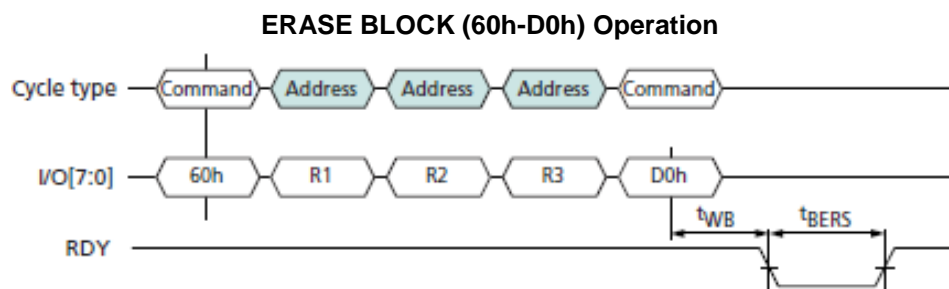 ERASE BLOCK (60h-D0h) Operation
Cycle type Command Address Address Address Command
I/O[7:0] 60h R1 R2 R3 D0h
tWB tBERS
RDY